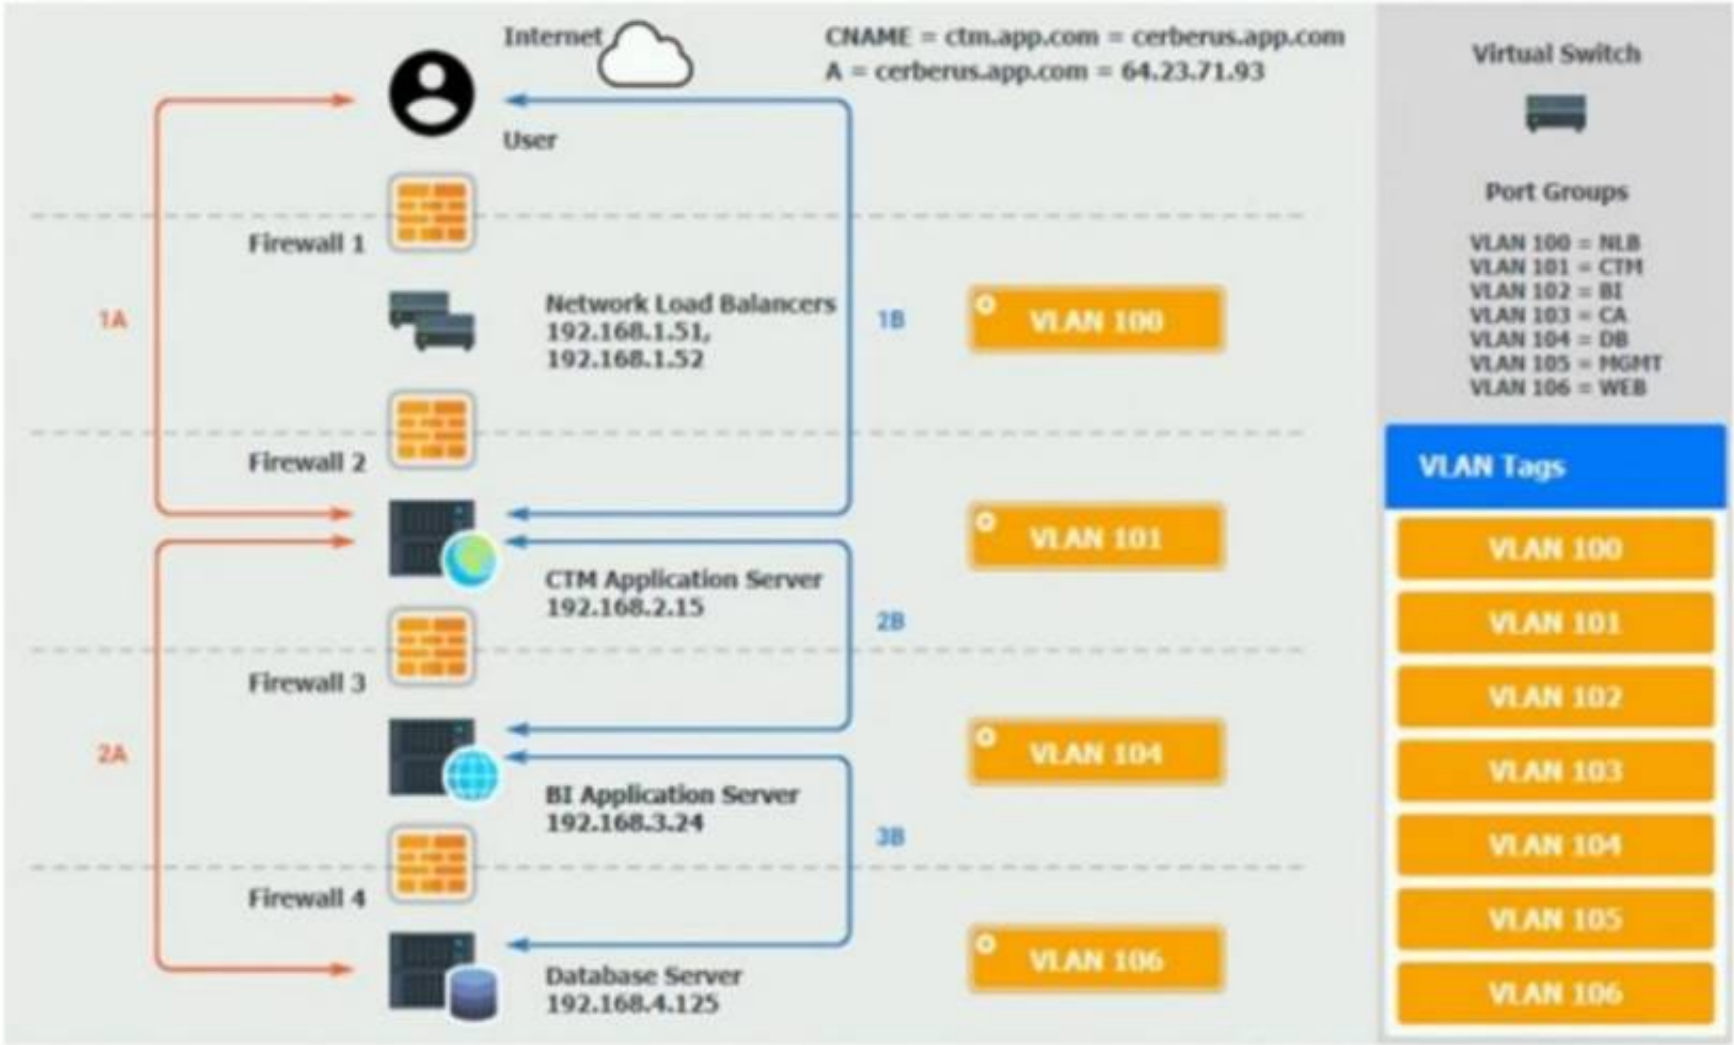 Internet
CNAME = ctm.app.com = cerberus.app.com
A = cerberus.app.com = 64.23.71.93
User
Firewall 1
1A
Network Load Balancers
192.168.1.51,
192.168.1.52
1B
VLAN 100
Firewall 2
CTM Application Server
192.168.2.15
VLAN 101
2B
Firewall 3
2A
BI Application Server
192.168.3.24
VLAN 104
3B
Firewall 4
Database Server
192.168.4.125
VLAN 106
Virtual Switch
Port Groups
VLAN 100 = NLB
VLAN 101 = CTM
VLAN 102 = BI
VLAN 103 = CA
VLAN 104 = DB
VLAN 105 = MGMT
VLAN 106 = WEB
VLAN Tags
VLAN 100
VLAN 101
VLAN 102
VLAN 103
VLAN 104
VLAN 105
VLAN 106